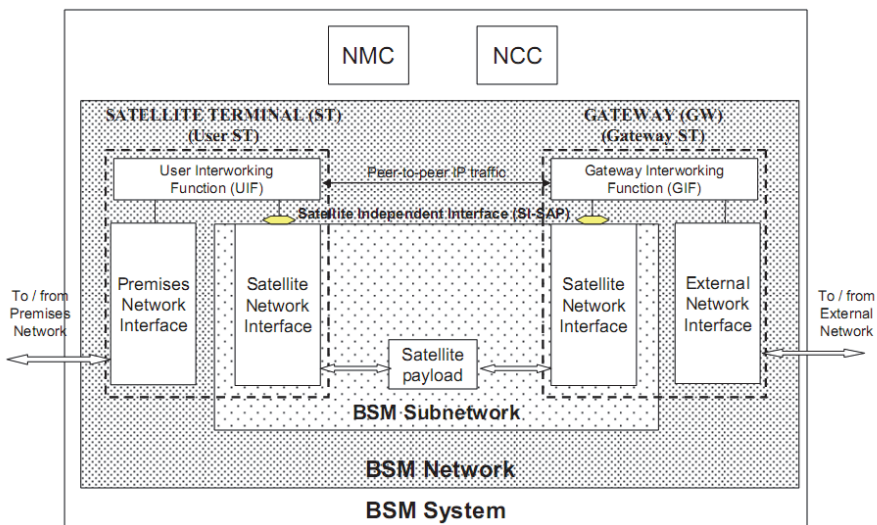 NMC
NCC
SATELLITE TERMINAL (ST)
(User ST)
GATEWAY (GW)
(Gateway ST)
User Interworking
Function (UIF)
Peer-to-peer IP traffic
Gateway Interworking
Function (GIF)
Satellite Independent Interface (SI-SAP)
To / from
Premises
Network
Premises
Network
Interface
Satellite
Network
Interface
Satellite
payload
Satellite
Network
Interface
External
Network
Interface
To / from
External
Network
BSM Subnetwork
BSM Network
BSM System